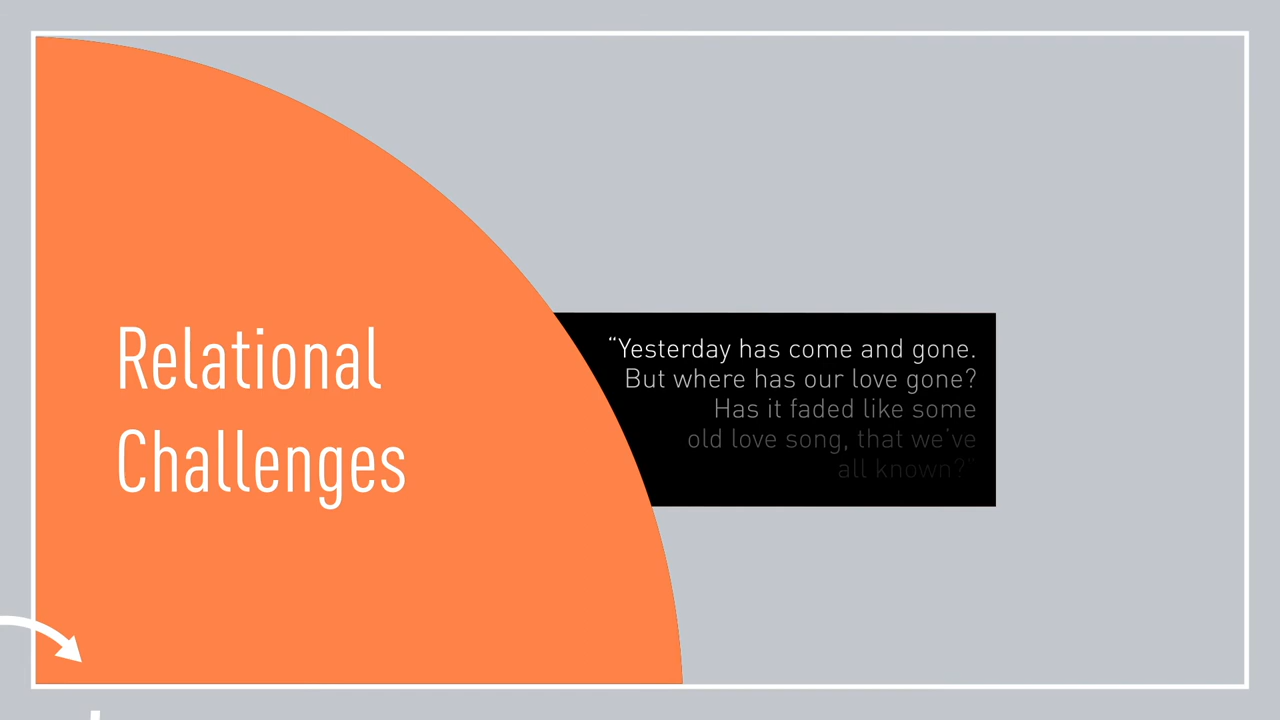 Relational
Challenges
“Yesterday has come and gone.
But where has our love gone?
Has it faded like some
old love song, that we’ve
all known?”